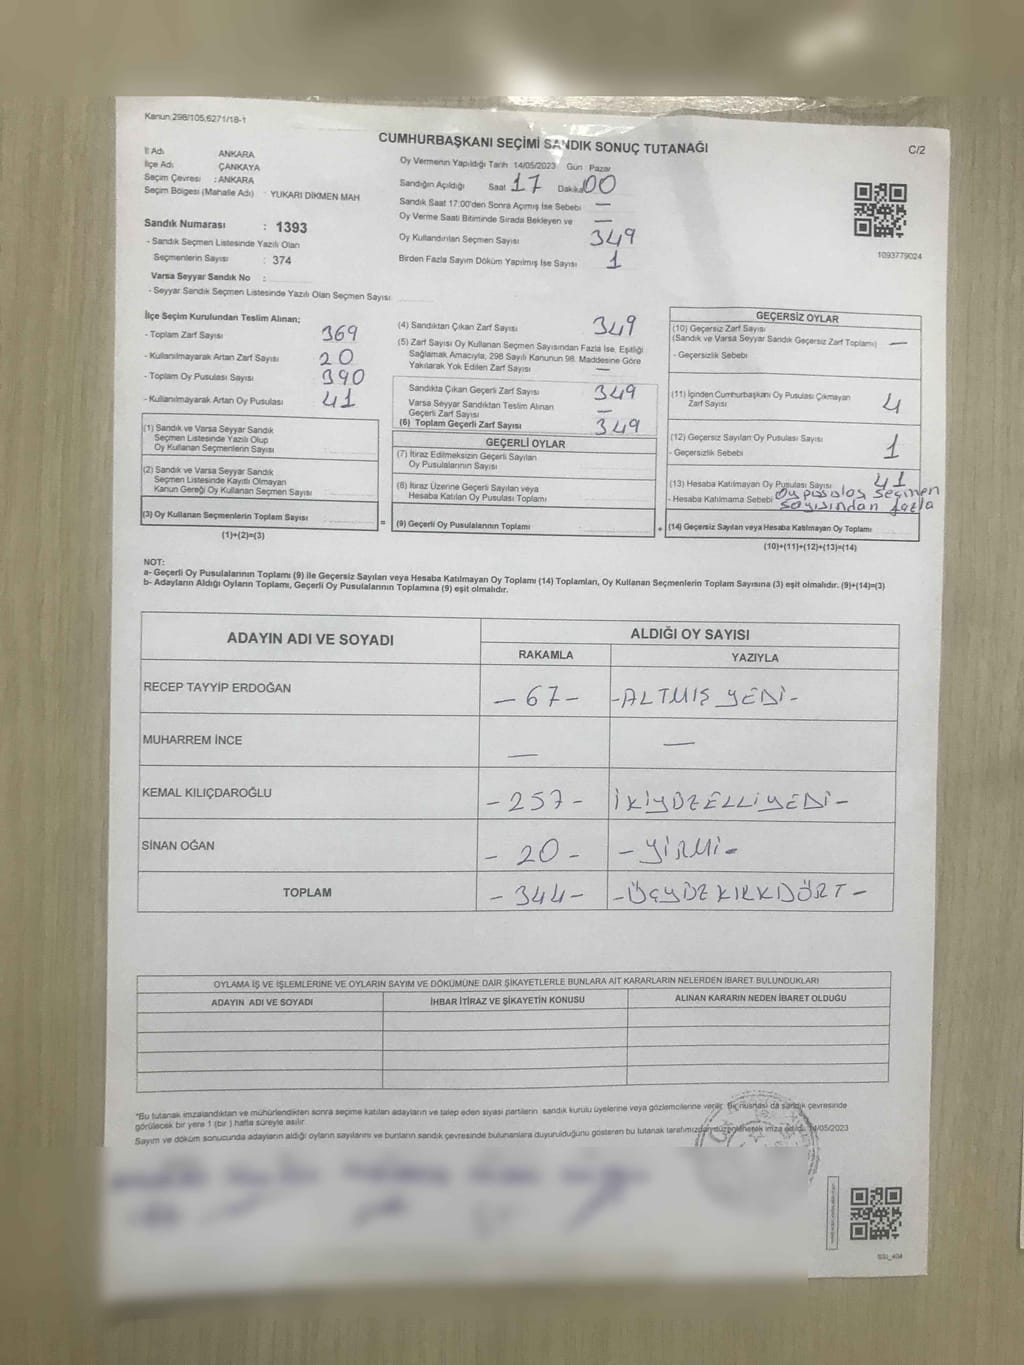 Kanun 298/105,6271/18-1
CUMHURBAŞKANI SEÇİMİ SANDIK SONUÇ TUTANAĞI
C/2
İl Adı ANKARA
İlçe Adı ÇANKAYA
Seçim Çevresi : ANKARA
Seçim Bölgesi (Mahalle Adı) : YUKARI DİKMEN MAH
Sandık Numarası : 1393
- Sandık Seçmen Listesinde Yazılı Olan
Seçmenlerin Sayısı : 374
Varsa Seyyar Sandık No :
- Seyyar Sandık Seçmen Listesinde Yazılı Olan Seçmen Sayısı
Oy Vermenin Yapıldığı Tarih 14/05/2023 Gün : Pazar
Sandığın Açıldığı Saat 17 Dakika 00
Sandık Saat 17:00'den Sonra Açımış İse Sebebi —
Oy Verme Saati Bitiminde Sırada Bekleyen ve —
Oy Kullandırılan Seçmen Sayısı 349
Birden Fazla Sayım Döküm Yapılmış İse Sayısı 1
1093779024
İlçe Seçim Kurulundan Teslim Alınan;
- Toplam Zarf Sayısı 369
- Kullanılmayarak Artan Zarf Sayısı 20
- Toplam Oy Pusulası Sayısı 390
- Kullanılmayarak Artan Oy Pusulası 41
(1) Sandık ve Varsa Seyyar Sandık
Seçmen Listesinde Yazılı Olup
Oy Kullanan Seçmenlerin Sayısı
(2) Sandık ve Varsa Seyyar Sandık
Seçmen Listesinde Kayıtlı Olmayan
Kanun Gereği Oy Kullanan Seçmen Sayısı
(3) Oy Kullanan Seçmenlerin Toplam Sayısı
(1)+(2)=(3)
=
(4) Sandıktan Çıkan Zarf Sayısı 349
(5) Zarf Sayısı Oy Kullanan Seçmen Sayısından Fazla İse, Eşitliği
Sağlamak Amacıyla, 298 Sayılı Kanunun 98. Maddesine Göre
Yakılarak Yok Edilen Zarf Sayısı —
Sandıkta Çıkan Geçerli Zarf Sayısı 349
Varsa Seyyar Sandıktan Teslim Alınan
Geçerli Zarf Sayısı —
(6) Toplam Geçerli Zarf Sayısı 349
GEÇERLİ OYLAR
(7) İtiraz Edilmeksizin Geçerli Sayılan
Oy Pusulalarının Sayısı
(8) İtiraz Üzerine Geçerli Sayılan veya
Hesaba Katılan Oy Pusulası Toplamı
(9) Geçerli Oy Pusulalarının Toplamı
+
GEÇERSİZ OYLAR
(10) Geçersiz Zarf Sayısı
(Sandık ve Varsa Seyyar Sandık Geçersiz Zarf Toplamı) —
- Geçersizlik Sebebi
(11) İçinden Cumhurbaşkanı Oy Pusulası Çıkmayan
Zarf Sayısı 4
(12) Geçersiz Sayılan Oy Pusulası Sayısı 1
- Geçersizlik Sebebi
(13) Hesaba Katılmayan Oy Pusulası Sayısı 41
- Hesaba Katılmama Sebebi Oy pusulası seçmen
sayısından fazla
(14) Geçersiz Sayılan veya Hesaba Katılmayan Oy Toplamı
(10)+(11)+(12)+(13)=(14)
NOT:
a- Geçerli Oy Pusulalarının Toplamı (9) ile Geçersiz Sayılan veya Hesaba Katılmayan Oy Toplamı (14) Toplamları, Oy Kullanan Seçmenlerin Toplam Sayısına (3) eşit olmalıdır. (9)+(14)=(3)
b- Adayların Aldığı Oyların Toplamı, Geçerli Oy Pusulalarının Toplamına (9) eşit olmalıdır.
ADAYIN ADI VE SOYADI
ALDIĞI OY SAYISI
RAKAMLA YAZIYLA
RECEP TAYYİP ERDOĞAN — 67 — -ALTMIŞ YEDİ-
MUHARREM İNCE — —
KEMAL KILIÇDAROĞLU - 257 - İKİYÜZELLİYEDİ -
SİNAN OĞAN - 20 - - YİRMİ -
TOPLAM - 344 - - ÜÇYÜZ KIRKDÖRT -
OYLAMA İŞ VE İŞLEMLERİNE VE OYLARIN SAYIM VE DÖKÜMÜNE DAİR ŞİKAYETLERLE BUNLARA AİT KARARLARIN NELERDEN İBARET BULUNDUKLARI
ADAYIN ADI VE SOYADI İHBAR İTİRAZ VE ŞİKAYETİN KONUSU ALINAN KARARIN NEDEN İBARET OLDUĞU
*Bu tutanak imzalandıktan ve mühürlendikten sonra seçime katılan adayların ve talep eden siyasi partilerin sandık kurulu üyelerine veya gözlemcilerine verilir. Bir nüshası da sandık çevresinde
görülecek bir yere 1 (bir ) hafta süreyle asılır.
Sayım ve döküm sonucunda adayların aldığı oyların sayılarını ve bunların sandık çevresinde bulunanlara duyurulduğunu gösteren bu tutanak tarafımızdan düzenlenerek imza edildi. 14/05/2023